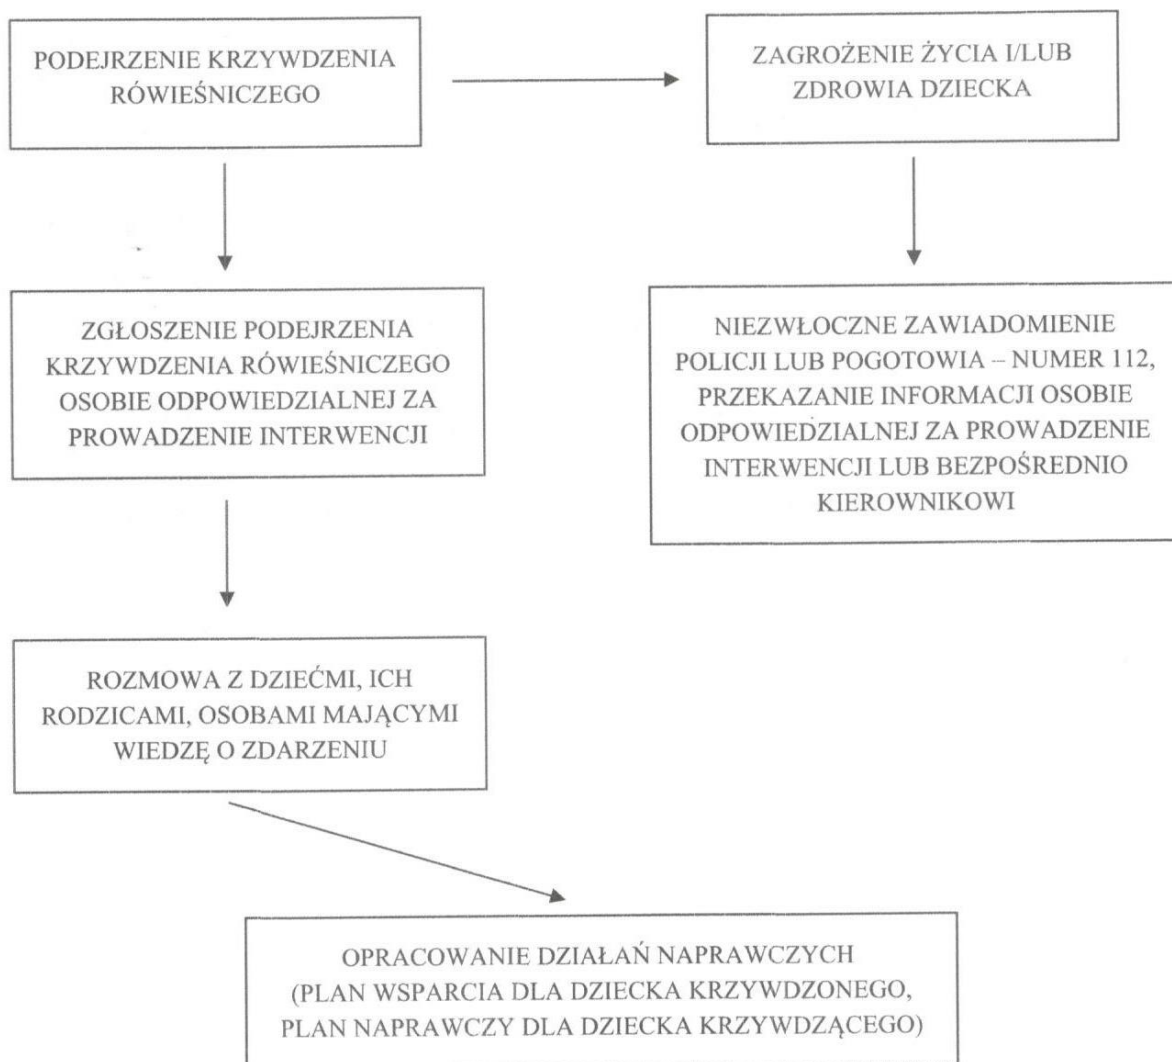 PODEJRZENIE KRZYWDZENIA
RÓWIEŚNICZEGO
ZAGROŻENIE ŻYCIA I/LUB
ZDROWIA DZIECKA
ZGŁOSZENIE PODEJRZENIA
KRZYWDZENIA RÓWIEŚNICZEGO
OSOBIE ODPOWIEDZIALNEJ ZA
PROWADZENIE INTERWENCJI
NIEZWŁOCZNE ZAWIADOMIENIE
POLICJI LUB POGOTOWIA – NUMER 112,
PRZEKAZANIE INFORMACJI OSOBIE
ODPOWIEDZIALNEJ ZA PROWADZENIE
INTERWENCJI LUB BEZPOŚREDNIO
KIEROWNIKOWI
ROZMOWA Z DZIEĆMI, ICH
RODZICAMI, OSOBAMI MAJĄCYMI
WIEDZĘ O ZDARZENIU
OPRACOWANIE DZIAŁAŃ NAPRAWCZYCH
(PLAN WSPARCIA DLA DZIECKA KRZYWDZONEGO,
PLAN NAPRAWCZY DLA DZIECKA KRZYWDZĄCEGO)